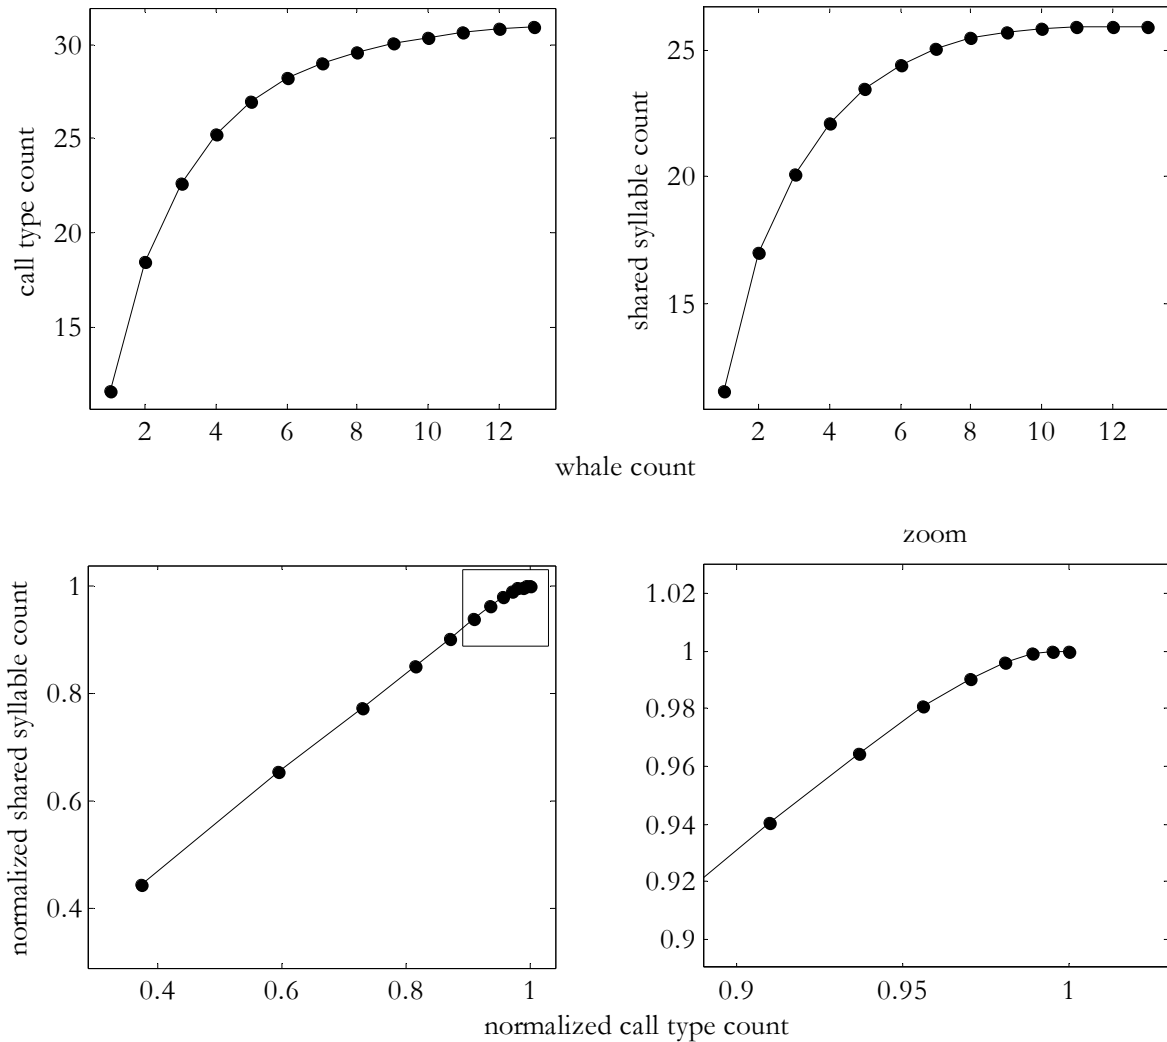 30
25
20
15
call type count
2 4 6 8 10 12
25
20
15
shared syllable count
2 4 6 8 10 12
whale count
1
0.8
0.6
0.4
normalized shared syllable count
0.4 0.6 0.8 1
zoom
1.02
1
0.98
0.96
0.94
0.92
0.9
0.9 0.95 1
normalized call type count